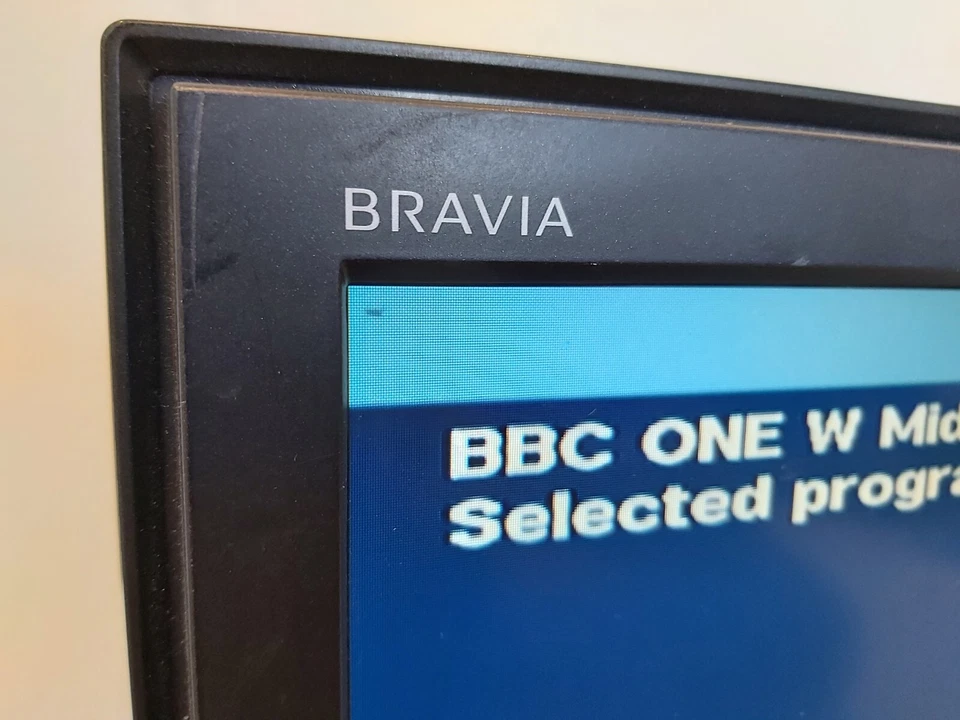 BRAVIA
BBC ONE W Mid
Selected progra